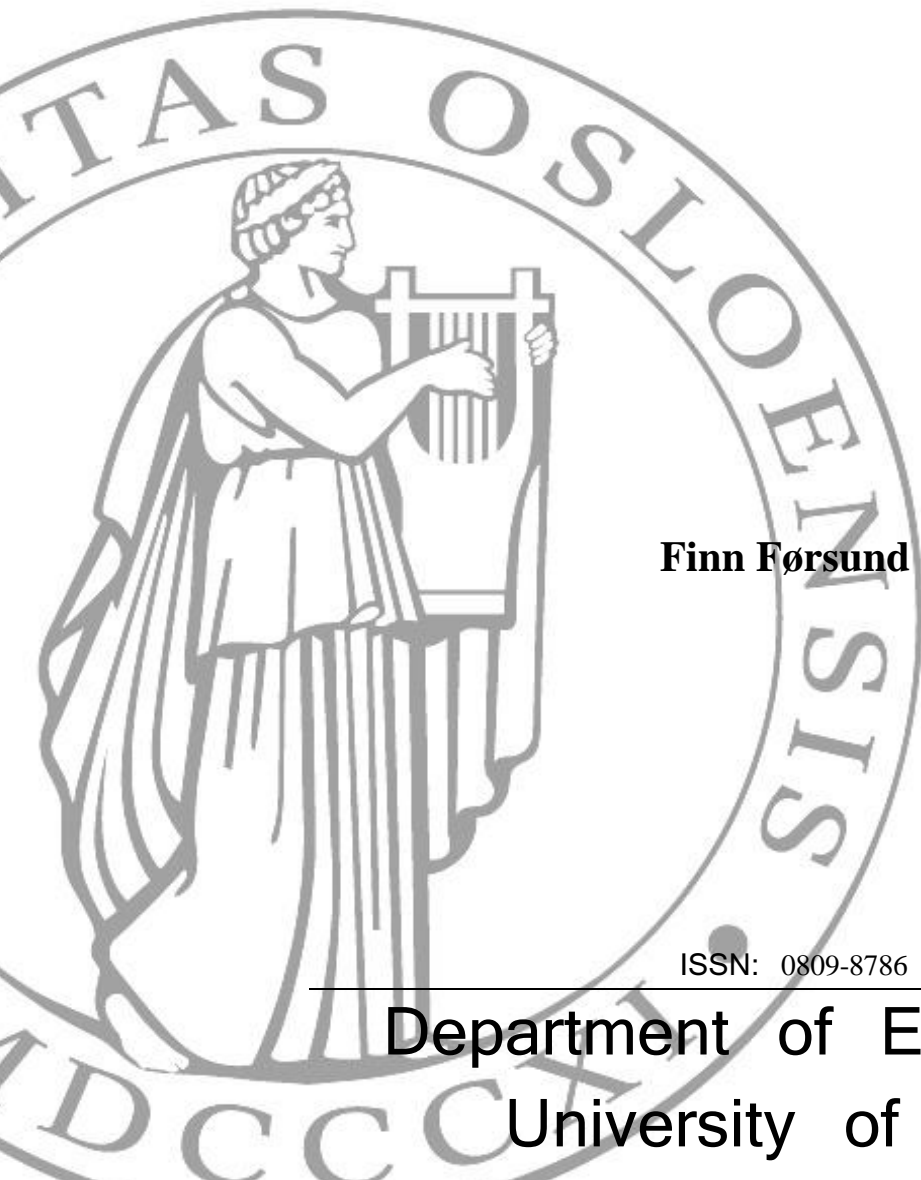 TAS OSLOENSIS
Finn Førsund
ISSN: 0809-8786
Department of E
University of
MDCCCXI